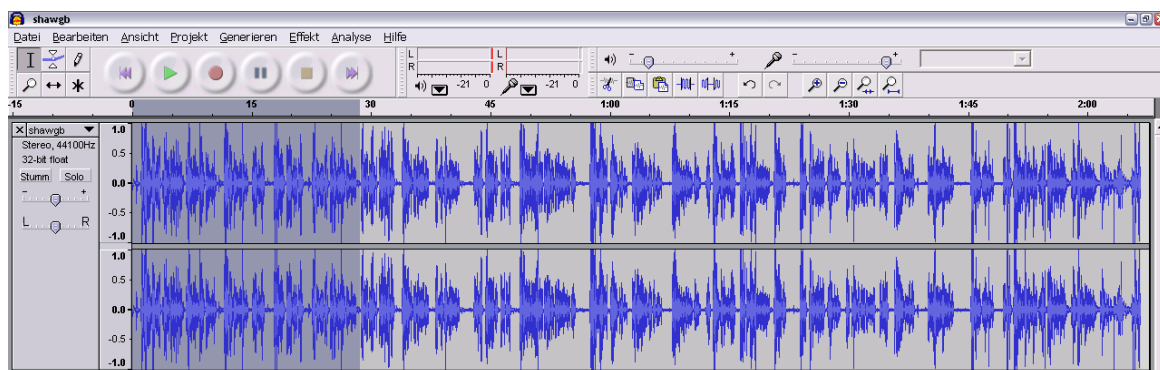 shawgb
Datei Bearbeiten Ansicht Projekt Generieren Effekt Analyse Hilfe
L L
R R
-21 0 -21 0
- + - +
-15 0 15 30 45 1:00 1:15 1:30 1:45 2:00
shawgb
Stereo, 44100Hz
32-bit float
Stumm Solo
- +
L R
1.0
0.5
0.0
-0.5
-1.0
1.0
0.5
0.0
-0.5
-1.0